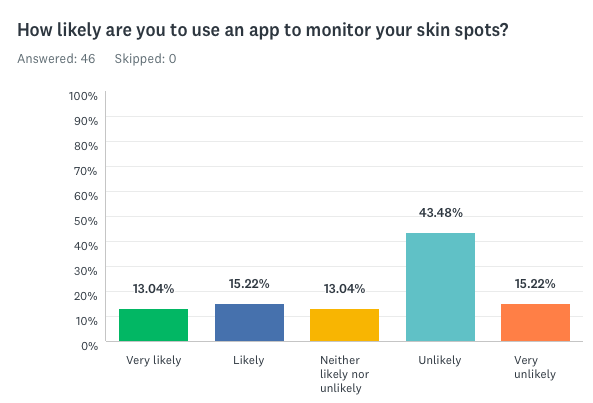 How likely are you to use an app to monitor your skin spots?
Answered: 46 Skipped: 0
100%
90%
80%
70%
60%
50%
40%
30%
20%
10%
0%
13.04%
15.22%
13.04%
43.48%
15.22%
Very likely
Likely
Neither
likely nor
unlikely
Unlikely
Very
unlikely